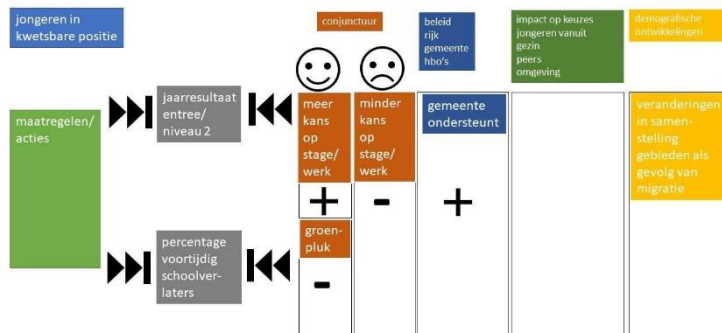 jongeren in
kwetsbare positie
conjunctuur
beleid
rijk
gemeente
hbo's
impact op keuzes
jongeren vanuit
gezin
peers
omgeving
demografische
ontwikkelingen
maatregelen/
acties
jaarresultaat
entree/
niveau 2
meer
kans
op
stage/
werk
minder
kans
op
stage/
werk
gemeente
ondersteunt
veranderingen
in samen-
stelling
gebieden als
gevolg van
migratie
+
-
+
percentage
voortijdig
schoolver-
laters
groen-
pluk
-